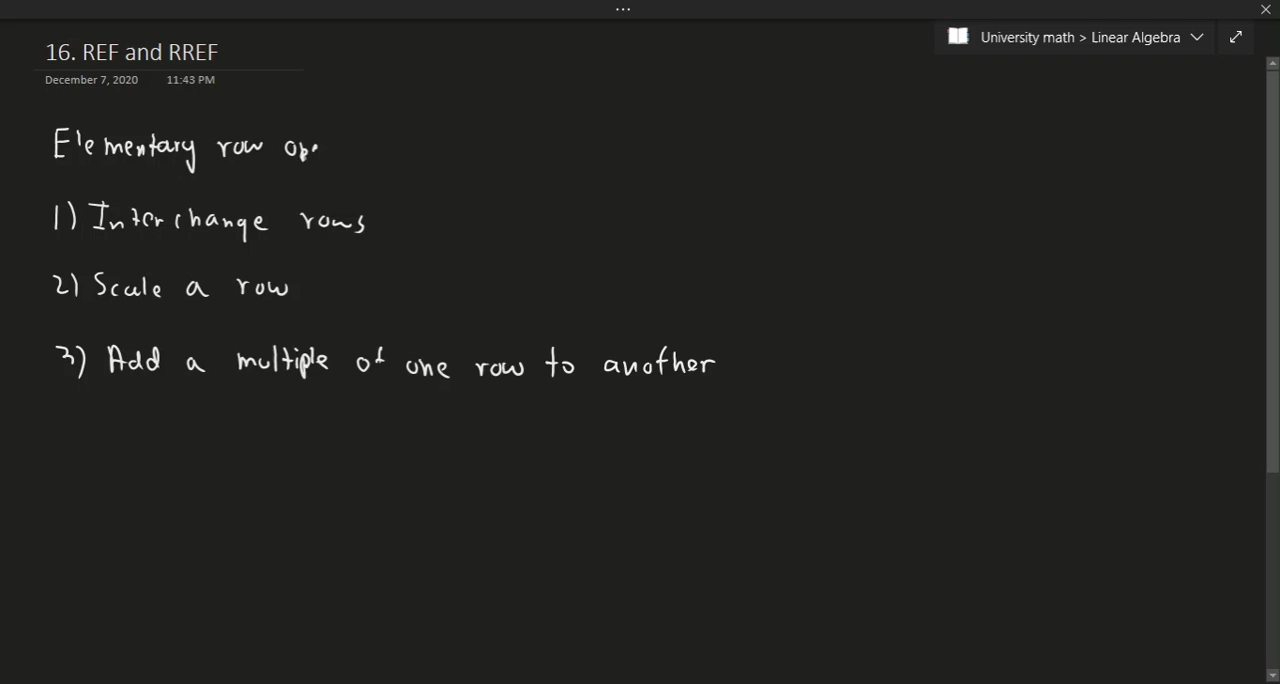 ...
University math > Linear Algebra
16. REF and RREF
December 7, 2020 11:43 PM
Elementary row op.
1) Interchange rows
2) Scale a row
3) Add a multiple of one row to another